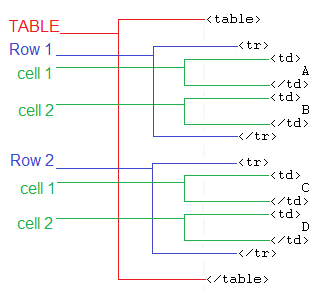 TABLE <table>
Row 1 <tr>
cell 1 <td>
A
</td>
cell 2 <td>
B
</td>
</tr>
Row 2 <tr>
<td>
cell 1 C
</td>
cell 2 <td>
D
</td>
</tr>
</table>